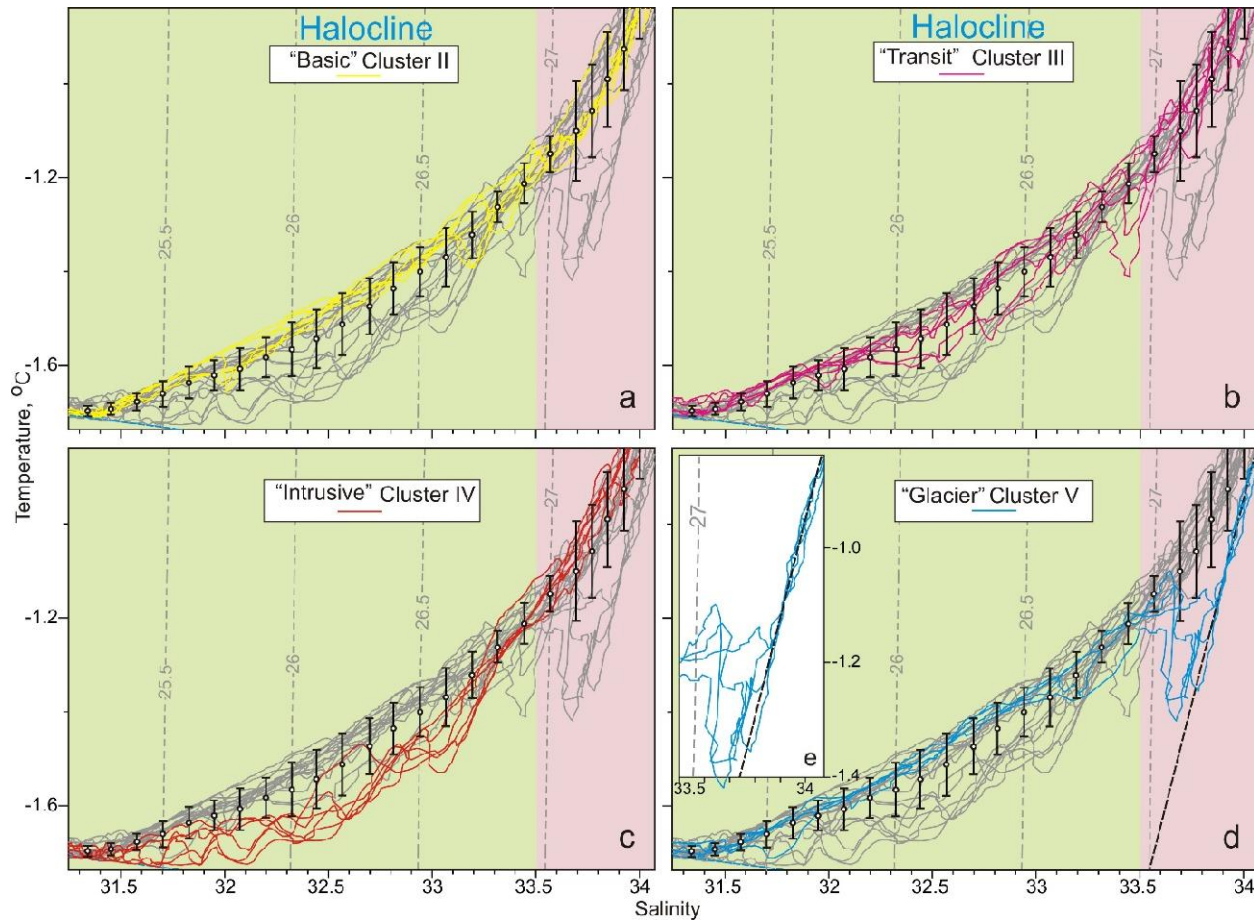 Halocline
"Basic" Cluster II
27
-1.2
26.5
26
25.5
-1.6
a
Halocline
"Transit" Cluster III
27
26.5
26
25.5
b
Temperature, °C,
"Intrusive" Cluster IV
27
-1.2
26.5
26
25.5
-1.6
c
31.5 32 32.5 33 33.5 34
"Glacier" Cluster V
27
-1.0
-1.2
e
-1.4
33.5 34
27
26.5
26
d
31.5 32 32.5 33 33.5 34
Salinity